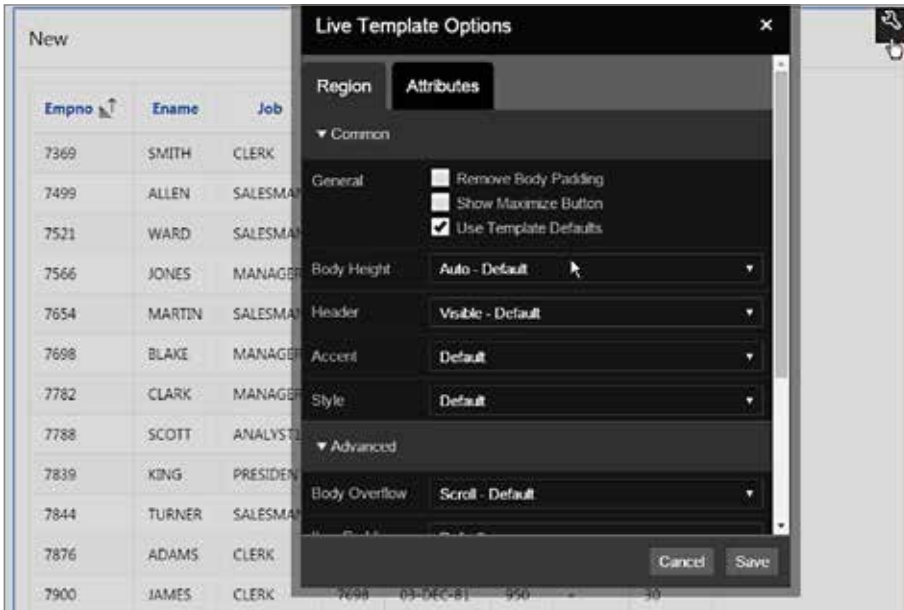 New
Live Template Options
Region Attributes
Common
General
Remove Body Padding
Show Maximize Button
Use Template Defaults
Body Height Auto - Default
Header Visible - Default
Accent Default
Style Default
Advanced
Body Overflow Scroll - Default
Cancel Save
Empno Ename Job
7369 SMITH CLERK
7499 ALLEN SALESMAN
7521 WARD SALESMAN
7566 JONES MANAGER
7654 MARTIN SALESMAN
7698 BLAKE MANAGER
7782 CLARK MANAGER
7788 SCOTT ANALYST
7839 KING PRESIDEN
7844 TURNER SALESMAN
7876 ADAMS CLERK
7900 JAMES CLERK 7698 03-DEC-81 950 - 30